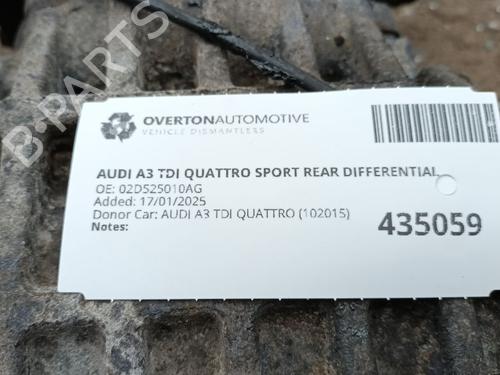 B-PARTS
OVERTONAUTOMOTIVE
VEHICLE DISMANTLERS
AUDI A3 TDI QUATTRO SPORT REAR DIFFERENTIAL
OE: 02D525010AG
Added: 17/01/2025
Donor Car: AUDI A3 TDI QUATTRO (102015)
Notes:
435059